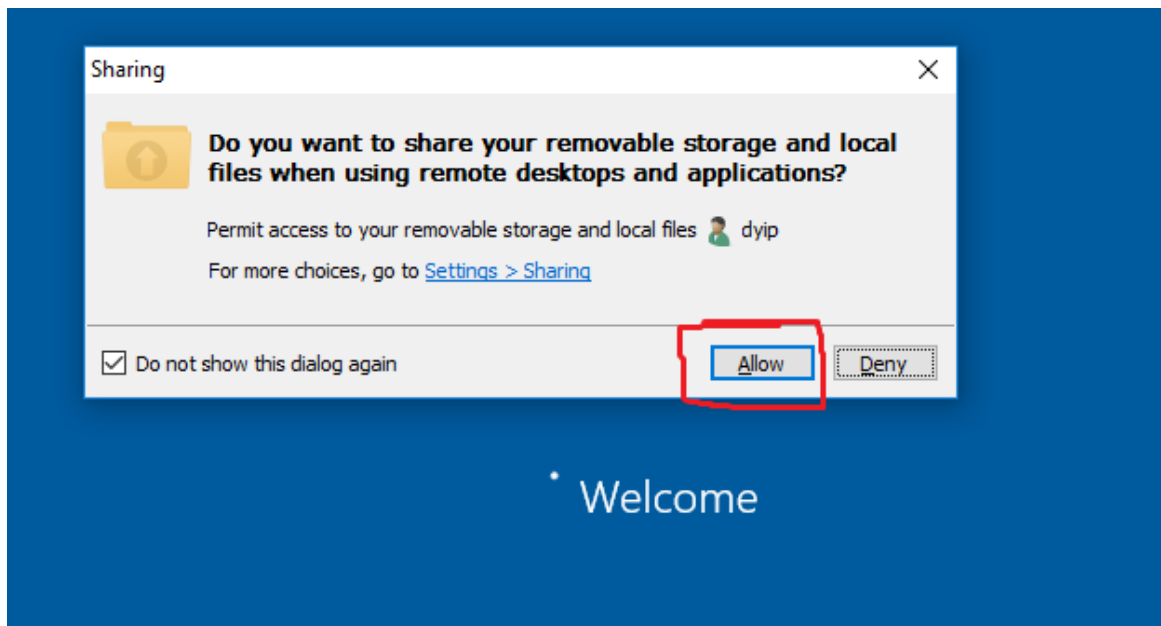 Sharing
Do you want to share your removable storage and local
files when using remote desktops and applications?
Permit access to your removable storage and local files dyip
For more choices, go to Settings > Sharing
Do not show this dialog again Allow Deny
Welcome